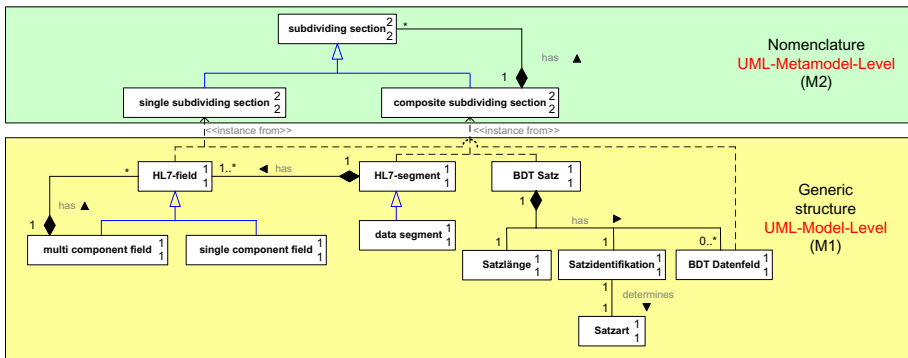 subdividing section 2
2
*
has ▲
1
Nomenclature
UML-Metamodel-Level
(M2)
single subdividing section 2
2
composite subdividing section 2
2
<<instance from>>
<<instance from>>
HL7-field 1
1
*
1..*
◄ has
1
HL7-segment 1
1
BDT Satz 1
1
has ▲
1
1
has ►
Generic
structure
UML-Model-Level
(M1)
multi component field 1
1
single component field 1
1
data segment 1
1
1
1
0..*
Satzlänge 1
1
Satzidentifikation 1
1
BDT Datenfeld 1
1
1
determines
▼
1
Satzart 1
1